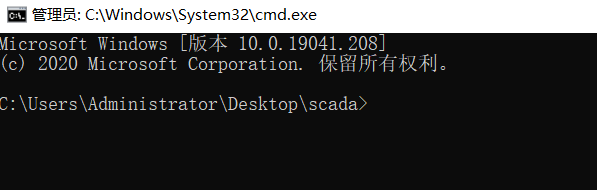 管理员: C:\Windows\System32\cmd.exe
Microsoft Windows [版本 10.0.19041.208]
(c) 2020 Microsoft Corporation. 保留所有权利。
C:\Users\Administrator\Desktop\scada>